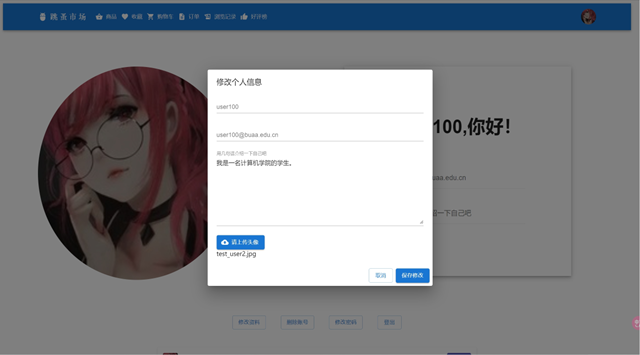 跳蚤市场 商品 收藏 购物车 订单 浏览记录 好评榜
修改个人信息
user100
user100@buaa.edu.cn
用几句话介绍一下自己吧
我是一名计算机学院的学生。
请上传头像
test_user2.jpg
取消 保存修改
100,你好!
uaa.edu.cn
绍一下自己吧
修改资料 删除账号 修改密码 登出